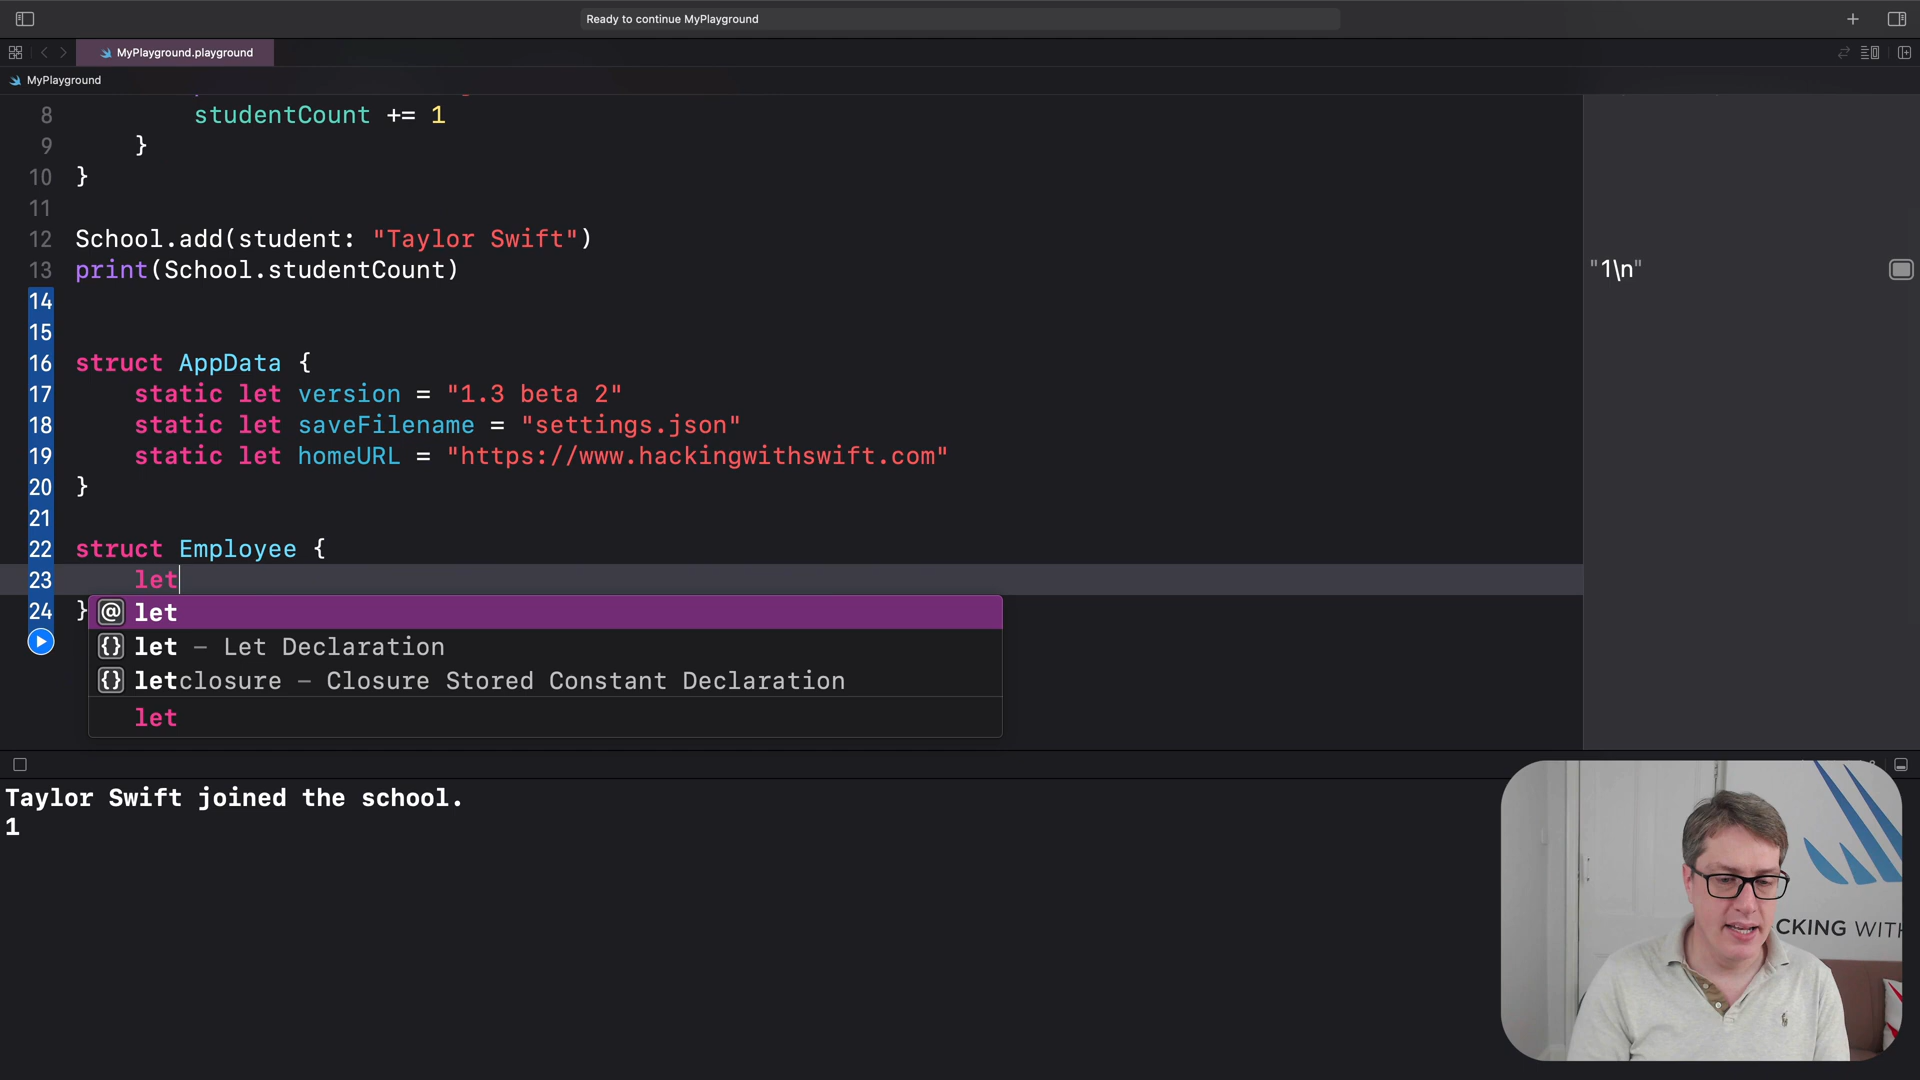 Ready to continue MyPlayground
MyPlayground.playground
MyPlayground
8 studentCount += 1
9 }
10 }
11
12 School.add(student: "Taylor Swift")
13 print(School.studentCount)
"1\n"
14
15
16 struct AppData {
17 static let version = "1.3 beta 2"
18 static let saveFilename = "settings.json"
19 static let homeURL = "https://www.hackingwithswift.com"
20 }
21
22 struct Employee {
23 let
24 }
@ let
{} let — Let Declaration
{} letclosure — Closure Stored Constant Declaration
let
Taylor Swift joined the school.
1
CKING WITH